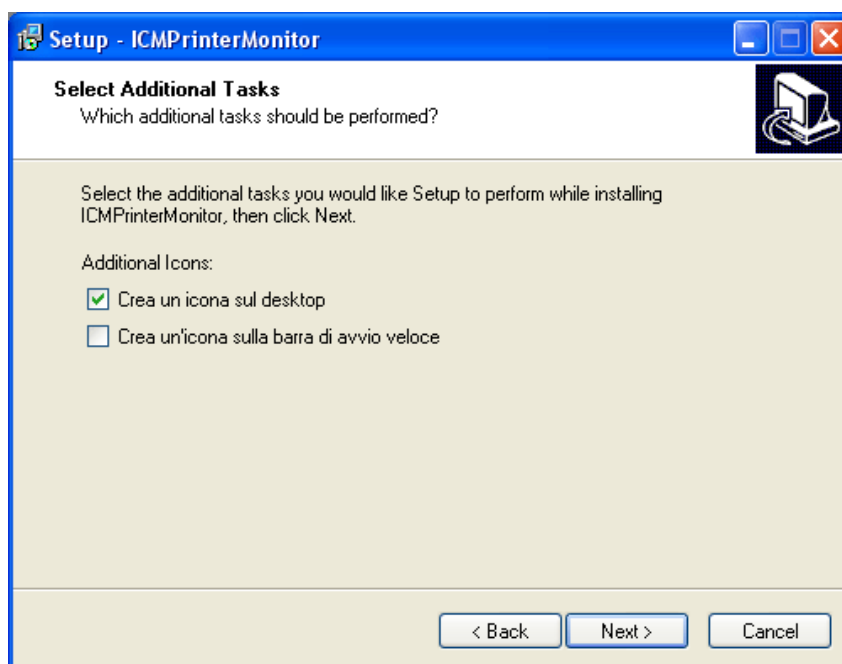 Setup - ICMPrinterMonitor
Select Additional Tasks
Which additional tasks should be performed?
Select the additional tasks you would like Setup to perform while installing
ICMPrinterMonitor, then click Next.
Additional Icons:
Crea un icona sul desktop
Crea un'icona sulla barra di avvio veloce
< Back Next > Cancel